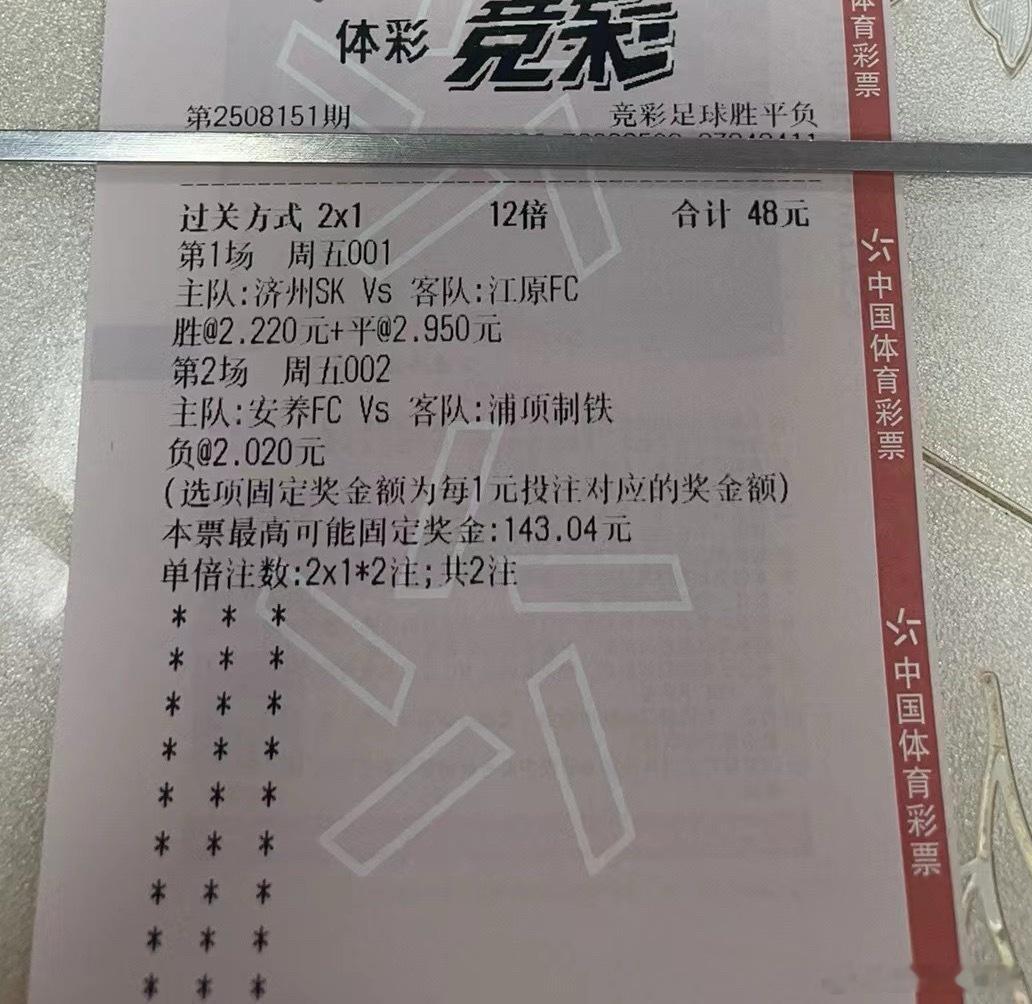 体彩 竞彩
第2508151期 竞彩足球胜平负
过关方式 2x1 12倍 合计 48元
第1场 周五001
主队:济州SK Vs 客队:江原FC
胜@2.220元+平@2.950元
第2场 周五002
主队:安养FC Vs 客队:浦项制铁
负@2.020元
(选项固定奖金额为每1元投注对应的奖金额)
本票最高可能固定奖金:143.04元
单倍注数:2x1*2注;共2注
* * *
* * *
* * *
* * *
* * *
* * *
* * *
* * *
* * *
体育彩票
中国体育彩票
中国体育彩票